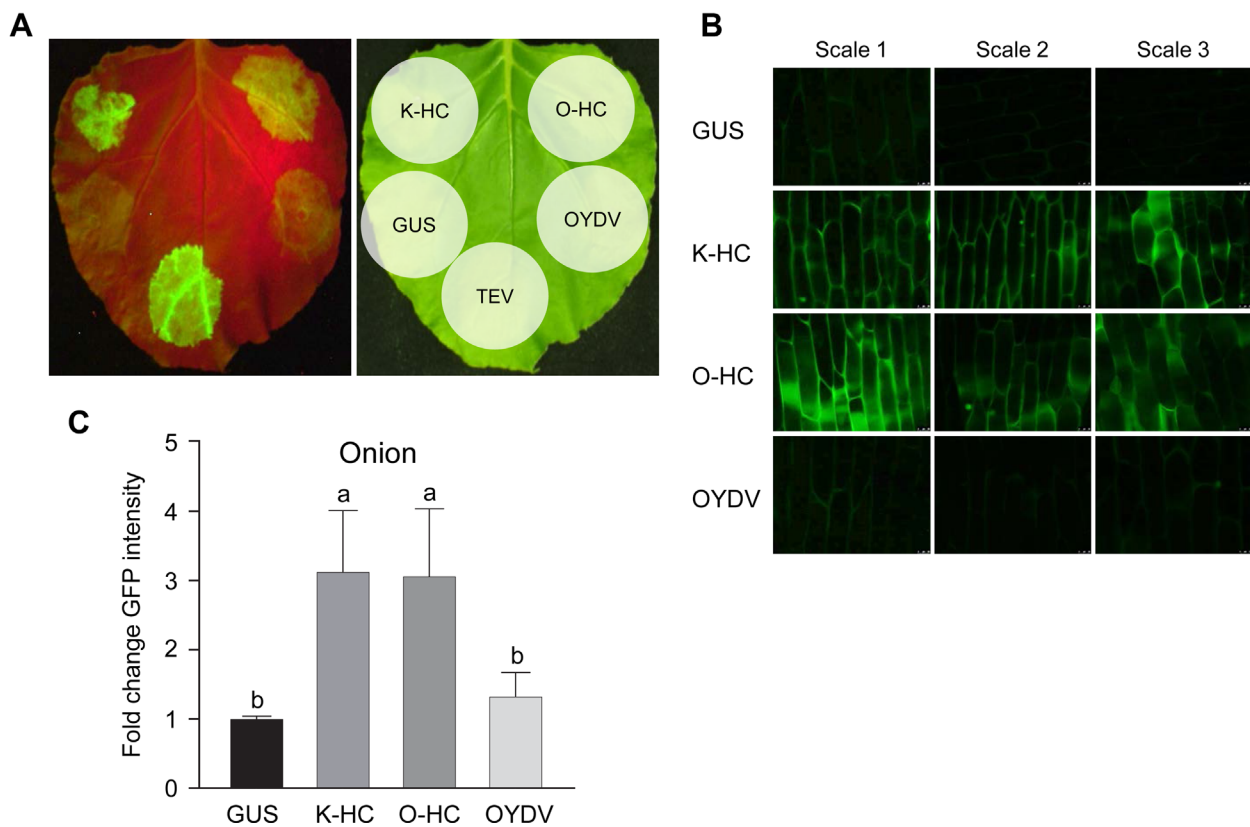 A
K-HC
O-HC
GUS
OYDV
TEV
B
Scale 1 Scale 2 Scale 3
GUS
K-HC
O-HC
OYDV
C
Onion
Fold change GFP intensity
5
4
3
2
1
0
b
a
a
b
GUS K-HC O-HC OYDV